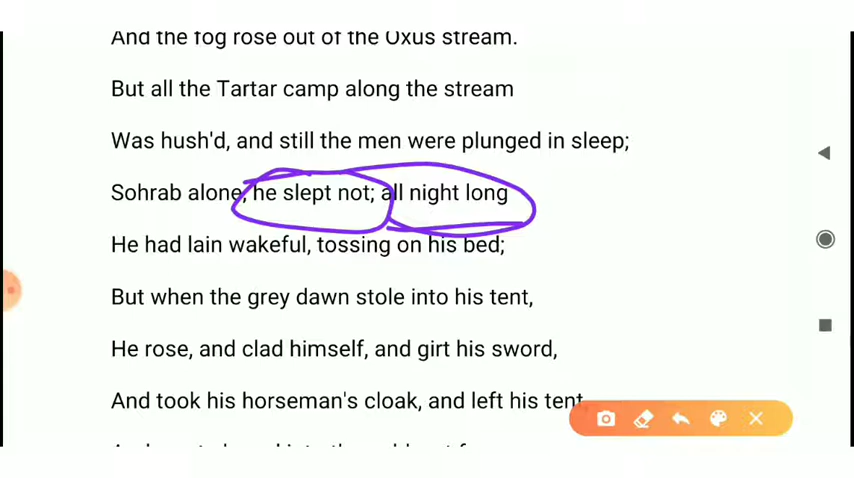 And the fog rose out of the Oxus stream.
But all the Tartar camp along the stream
Was hush'd, and still the men were plunged in sleep;
Sohrab alone, he slept not; all night long
He had lain wakeful, tossing on his bed;
But when the grey dawn stole into his tent,
He rose, and clad himself, and girt his sword,
And took his horseman's cloak, and left his tent,